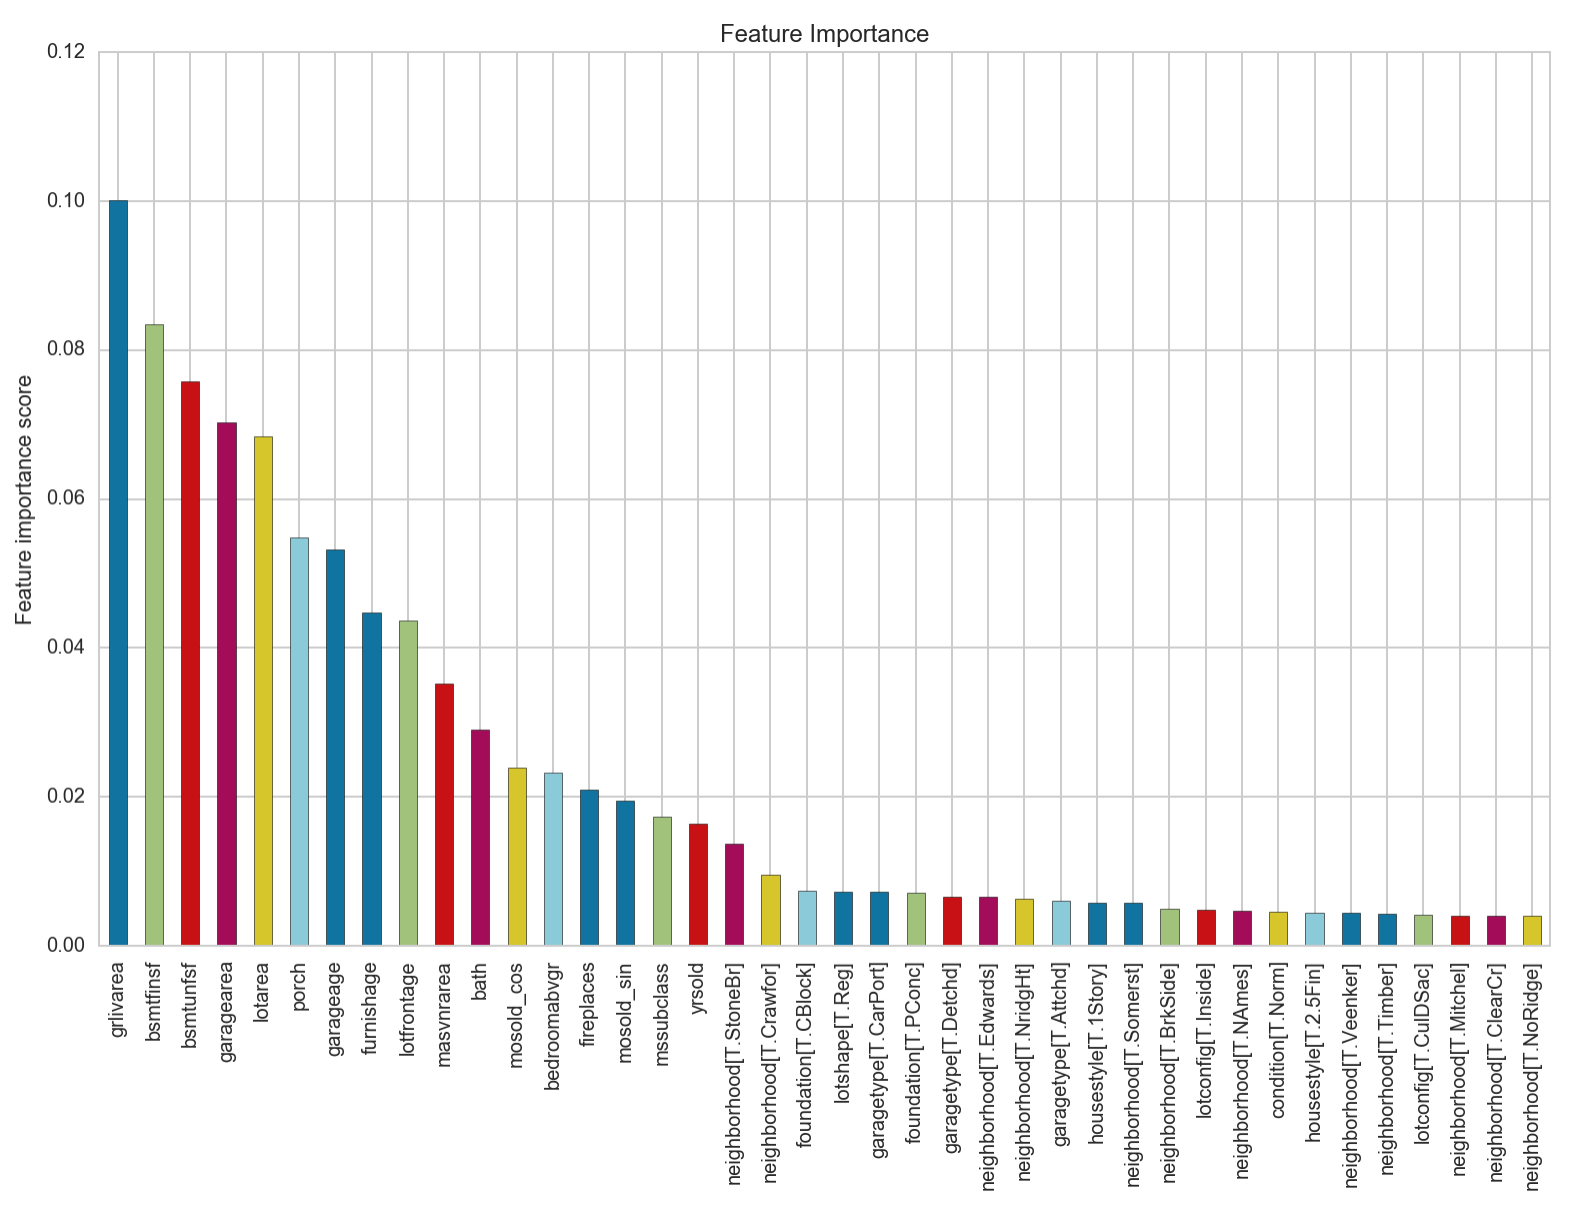 Feature Importance
0.12
0.10
0.08
0.06
0.04
0.02
0.00
Feature importance score
grlivarea
bsmtfinsf
bsmtunfsf
garagearea
lotarea
porch
garageage
furnishage
lotfrontage
masvnrarea
bath
mosold_cos
bedroomabvgr
fireplaces
mosold_sin
mssubclass
yrsold
neighborhood[T.StoneBr]
neighborhood[T.Crawfor]
foundation[T.CBlock]
lotshape[T.Reg]
garagetype[T.CarPort]
foundation[T.PConc]
garagetype[T.Detchd]
neighborhood[T.Edwards]
neighborhood[T.NridgHt]
garagetype[T.Attchd]
housestyle[T.1Story]
neighborhood[T.Somerst]
neighborhood[T.BrkSide]
lotconfig[T.Inside]
neighborhood[T.NAmes]
condition[T.Norm]
housestyle[T.2.5Fin]
neighborhood[T.Veenker]
neighborhood[T.Timber]
lotconfig[T.CulDSac]
neighborhood[T.Mitchel]
neighborhood[T.ClearCr]
neighborhood[T.NoRidge]